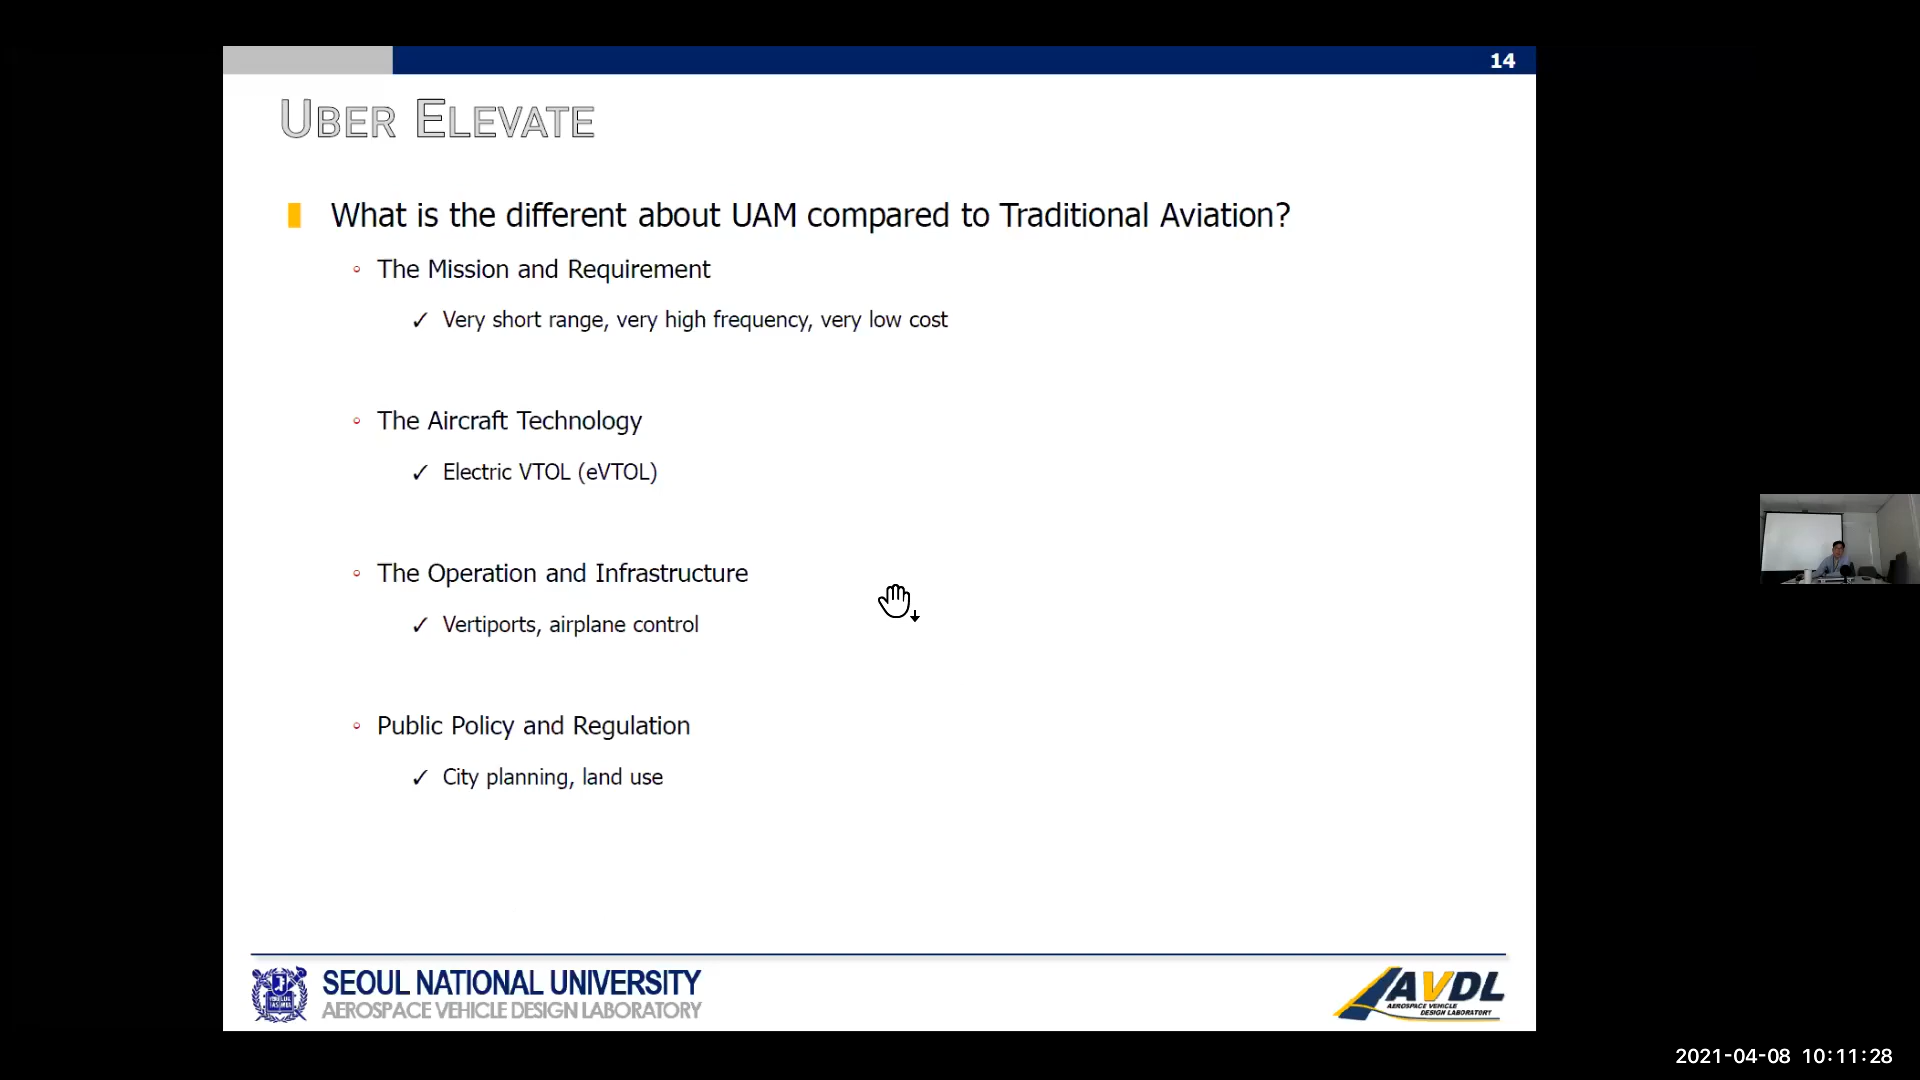 14
UBER ELEVATE
What is the different about UAM compared to Traditional Aviation?
The Mission and Requirement
✓ Very short range, very high frequency, very low cost
The Aircraft Technology
✓ Electric VTOL (eVTOL)
The Operation and Infrastructure
✓ Vertiports, airplane control
Public Policy and Regulation
✓ City planning, land use
SEOUL NATIONAL UNIVERSITY
AEROSPACE VEHICLE DESIGN LABORATORY
AVDL
AEROSPACE VEHICLE
DESIGN LABORATORY
2021-04-08 10:11:28